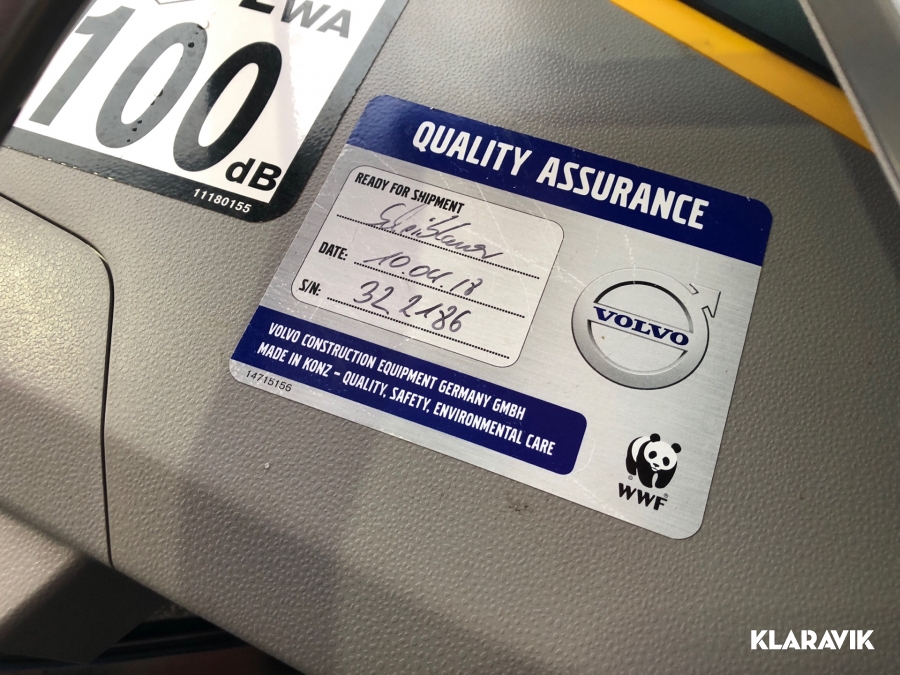 LWA
100
dB
11180155
QUALITY ASSURANCE
READY FOR SHIPMENT
DATE: 10.04.18
S/N: 322186
VOLVO
VOLVO CONSTRUCTION EQUIPMENT GERMANY GMBH
MADE IN KONZ – QUALITY, SAFETY, ENVIRONMENTAL CARE
14715156
WWF
KLARAVIK